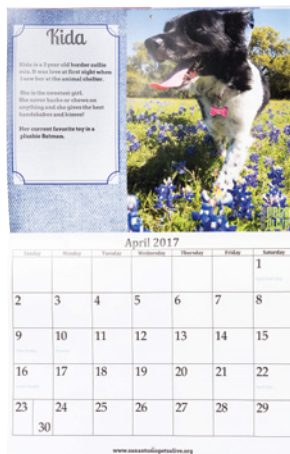 Kida
Kida is a 3 year old border collie
mix. It was love at first sight when
I saw her at the animal shelter.
She is the sweetest girl.
She never barks or chews on
anything and she gives the best
handshakes and kisses!
Her current favorite toy is a
plushie Batman.
April 2017
Sunday Monday Tuesday Wednesday Thursday Friday Saturday
1
2 3 4 5 6 7 8
9 10 11 12 13 14 15
16 17 18 19 20 21 22
23 24 25 26 27 28 29
30
www.sanantoniopetsalive.org